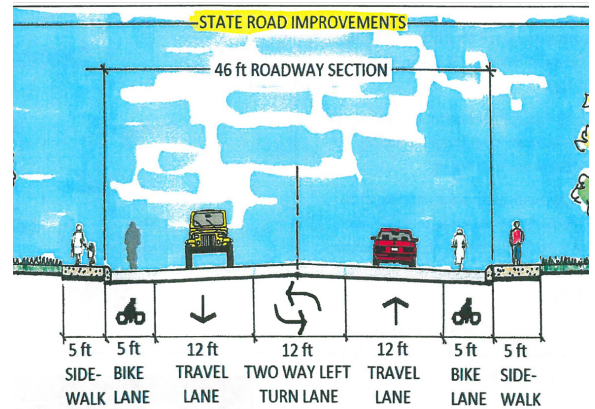 STATE ROAD IMPROVEMENTS
46 ft ROADWAY SECTION
5 ft SIDE-WALK
5 ft BIKE LANE
12 ft TRAVEL LANE
12 ft TWO WAY LEFT TURN LANE
12 ft TRAVEL LANE
5 ft BIKE LANE
5 ft SIDE-WALK